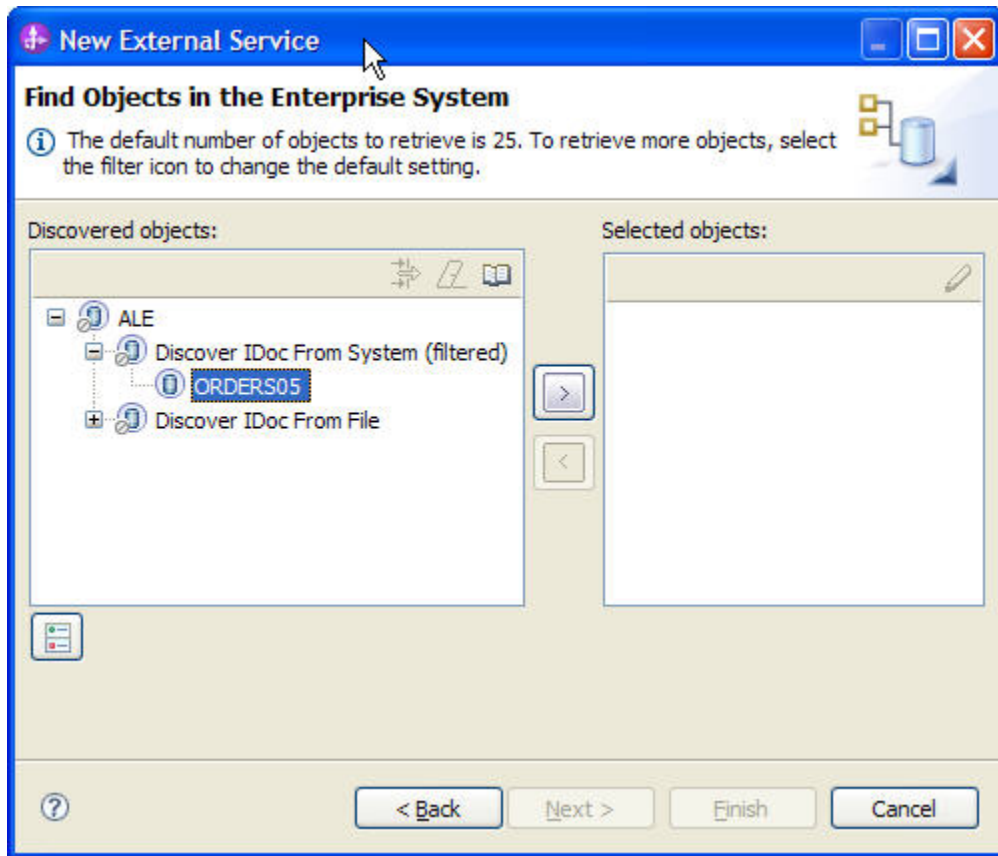 New External Service
Find Objects in the Enterprise System
The default number of objects to retrieve is 25. To retrieve more objects, select
the filter icon to change the default setting.
Discovered objects:
Selected objects:
ALE
Discover IDoc From System (filtered)
ORDERS05
Discover IDoc From File
>
<
?
< Back
Next >
Finish
Cancel